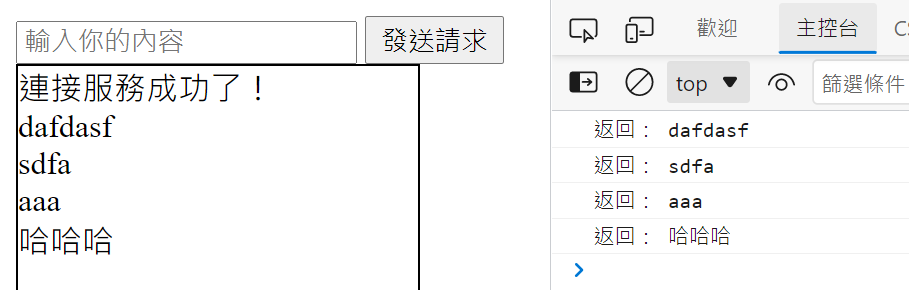 輸入你的內容 發送請求
連接服務成功了！
dafdasf
sdfa
aaa
哈哈哈
歡迎 主控台 CS
top 篩選條件
返回： dafdasf
返回： sdfa
返回： aaa
返回： 哈哈哈